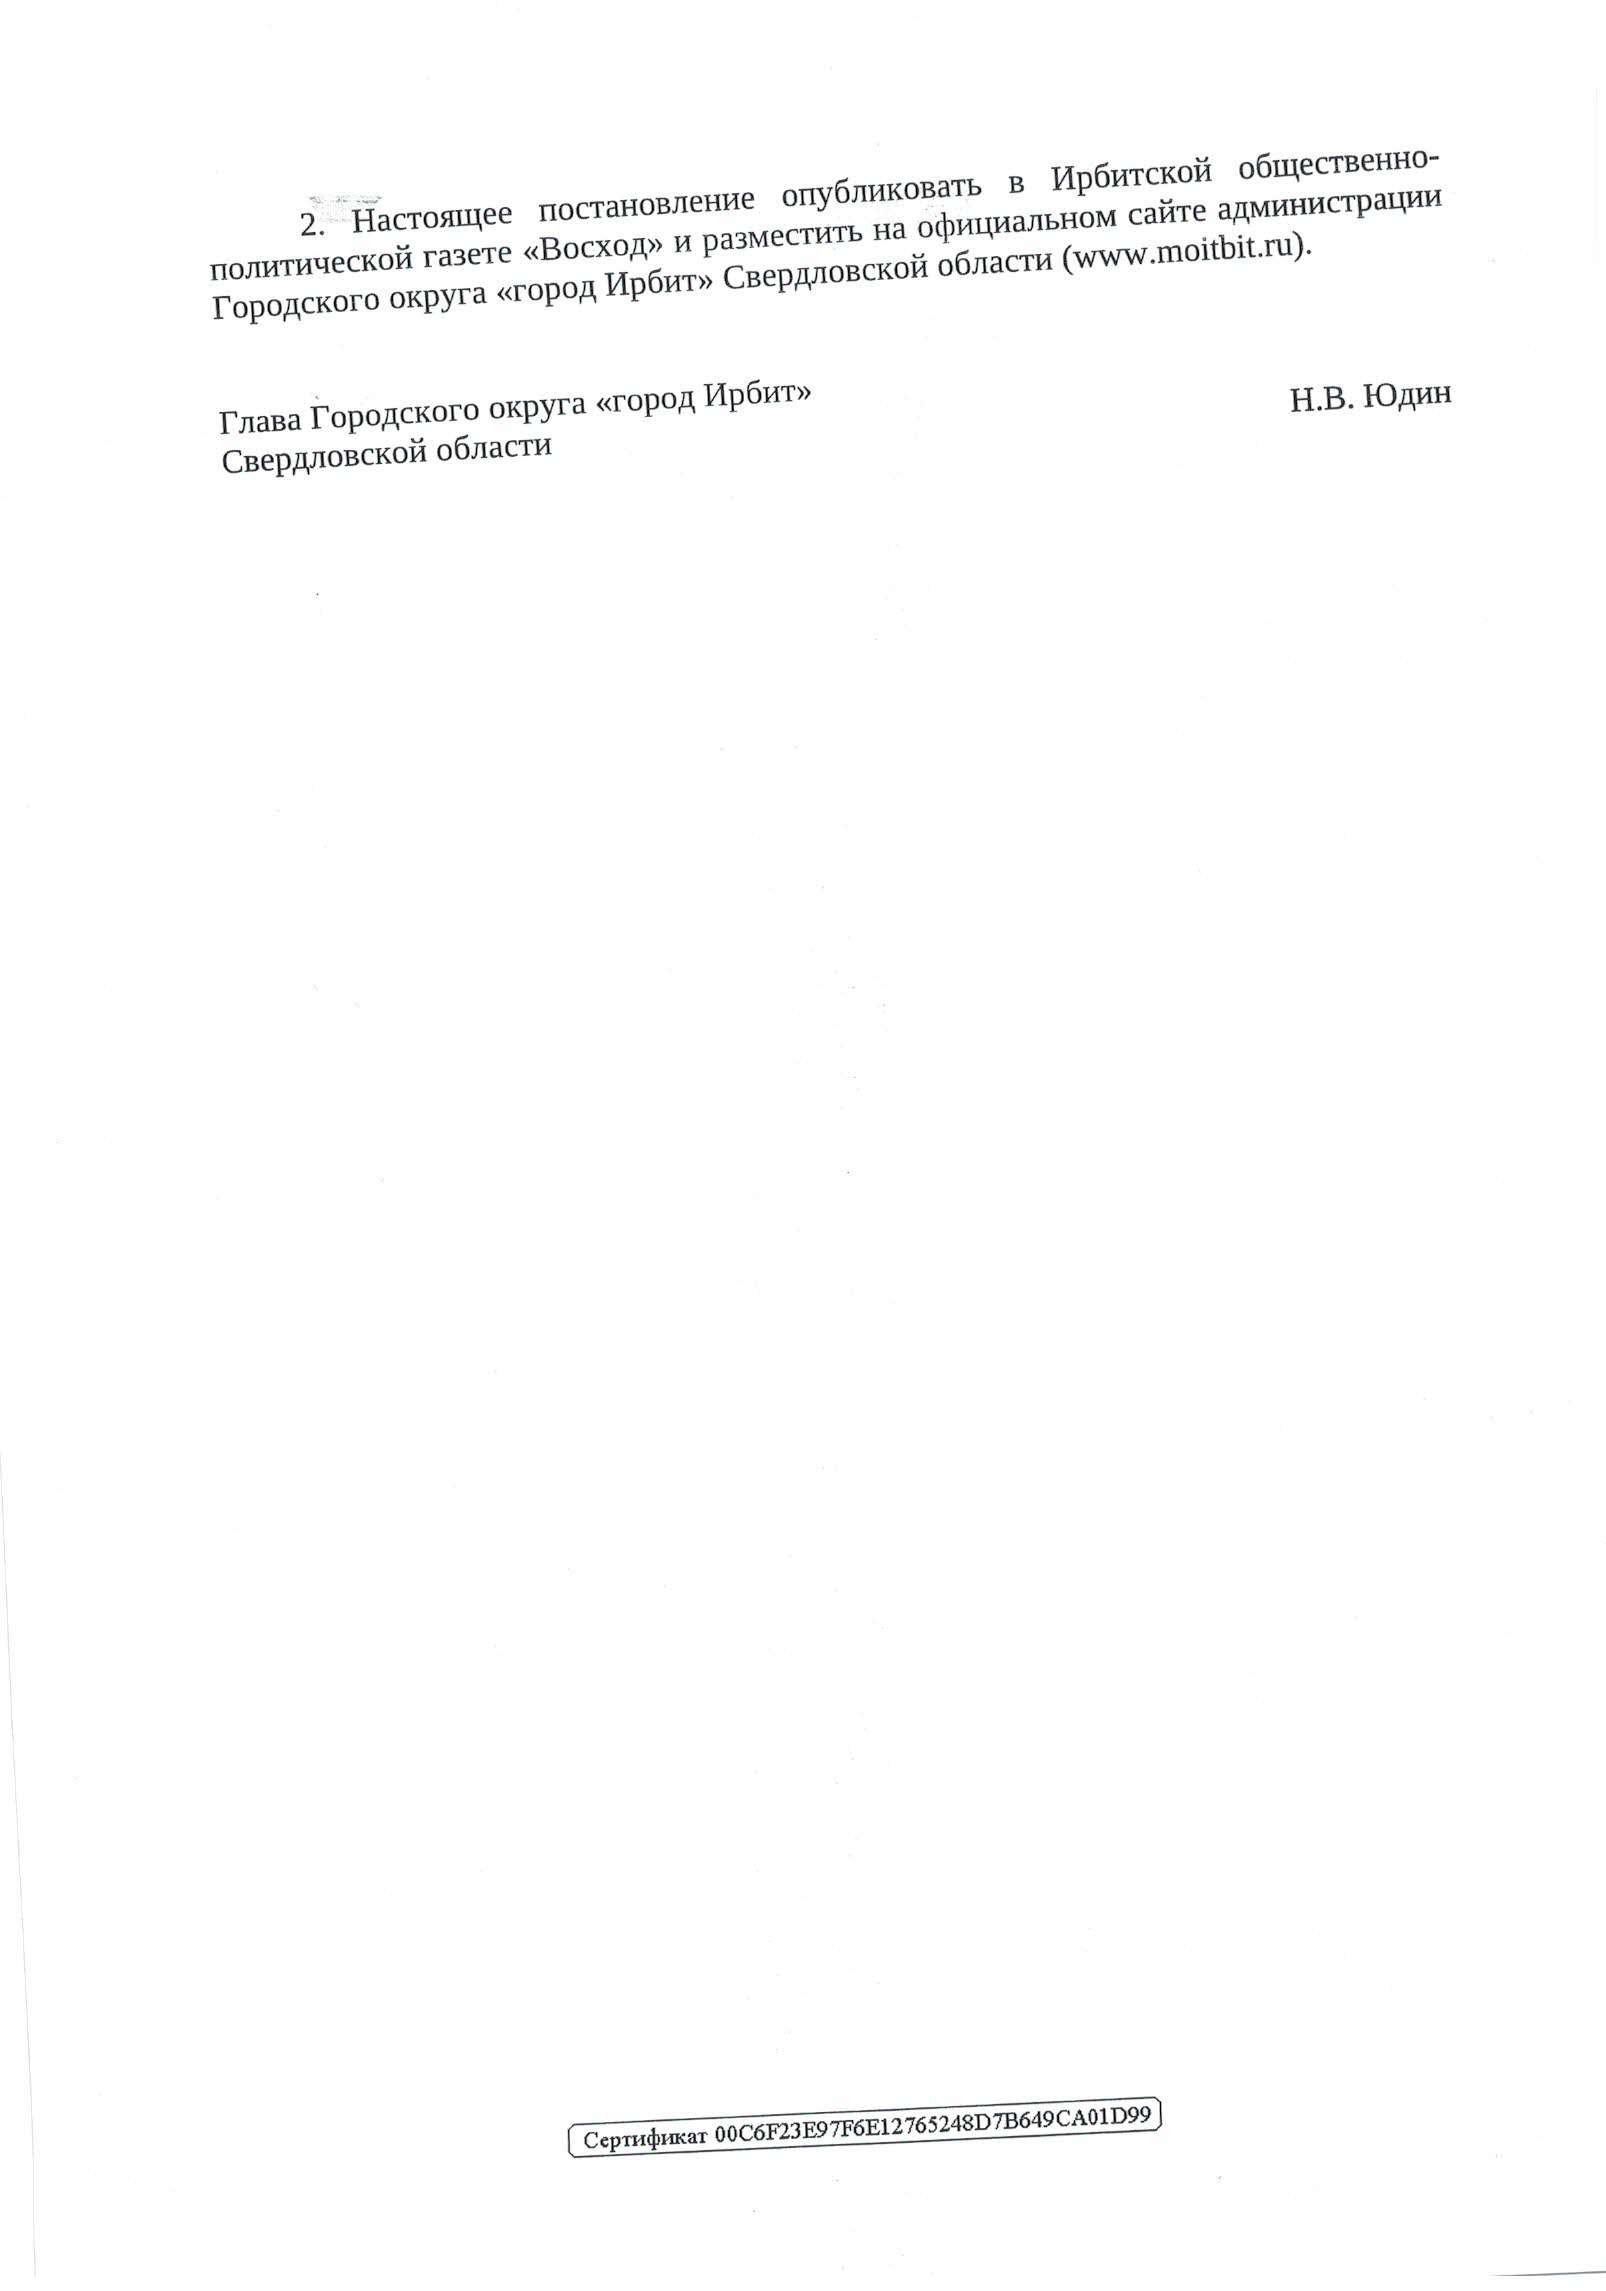 2. Настоящее постановление опубликовать в Ирбитской общественно-
политической газете «Восход» и разместить на официальном сайте администрации
Городского округа «город Ирбит» Свердловской области (www.moitbit.ru).
Глава Городского округа «город Ирбит» Н.В. Юдин
Свердловской области
Сертификат 00C6F23E97F6E12765248D7B649CA01D99